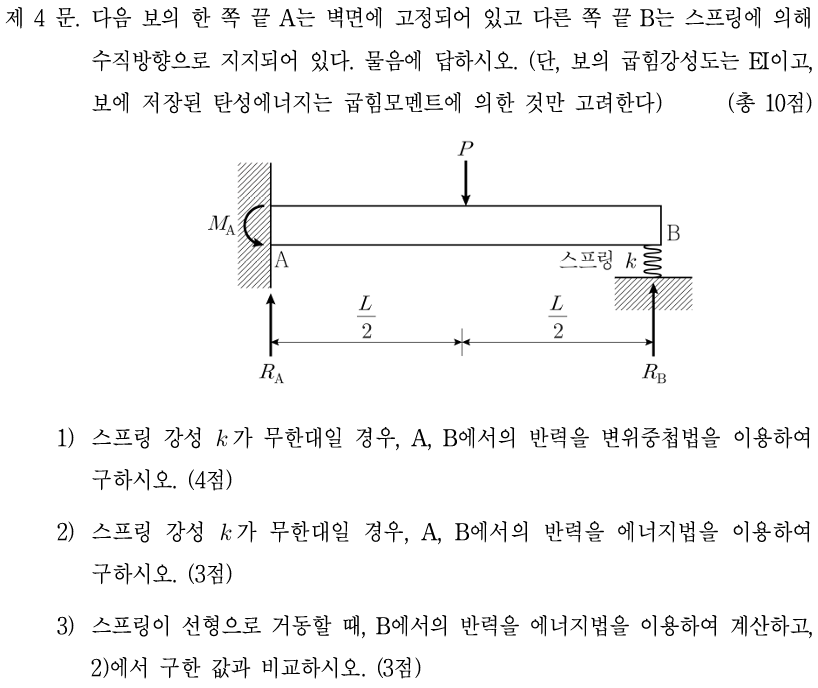 제 4 문. 다음 보의 한 쪽 끝 A는 벽면에 고정되어 있고 다른 쪽 끝 B는 스프링에 의해
수직방향으로 지지되어 있다. 물음에 답하시오. (단, 보의 굽힘강성도는 EI이고,
보에 저장된 탄성에너지는 굽힘모멘트에 의한 것만 고려한다) (총 10점)
P
M_A
A
B
스프링 k
L/2
L/2
R_A
R_B
1) 스프링 강성 k가 무한대일 경우, A, B에서의 반력을 변위중첩법을 이용하여
구하시오. (4점)
2) 스프링 강성 k가 무한대일 경우, A, B에서의 반력을 에너지법을 이용하여
구하시오. (3점)
3) 스프링이 선형으로 거동할 때, B에서의 반력을 에너지법을 이용하여 계산하고,
2)에서 구한 값과 비교하시오. (3점)